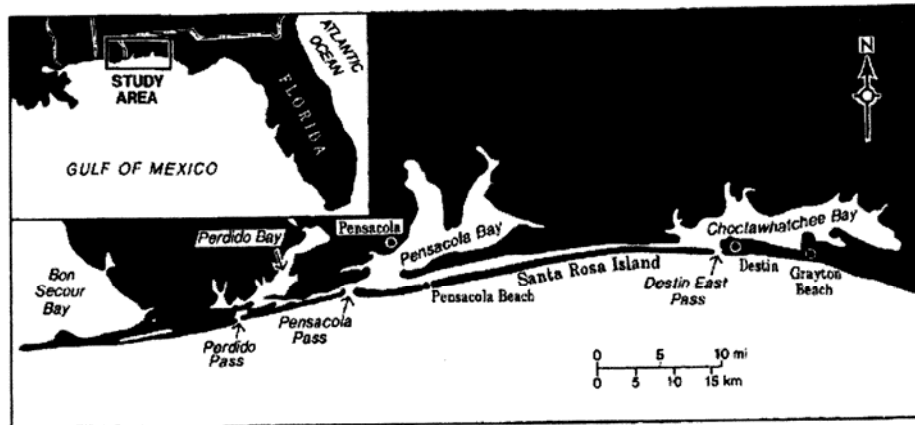 ATLANTIC
OCEAN
STUDY
AREA
FLORIDA
GULF OF MEXICO
N
Perdido Bay
Pensacola
Pensacola Bay
Choclawhatchee Bay
Bon
Secour
Bay
Santa Rosa Island
Destin East
Pass
Destin
Grayton
Beach
Pensacola Beach
Pensacola
Pass
Perdido
Pass
0 5 10 mi
0 5 10 15 km